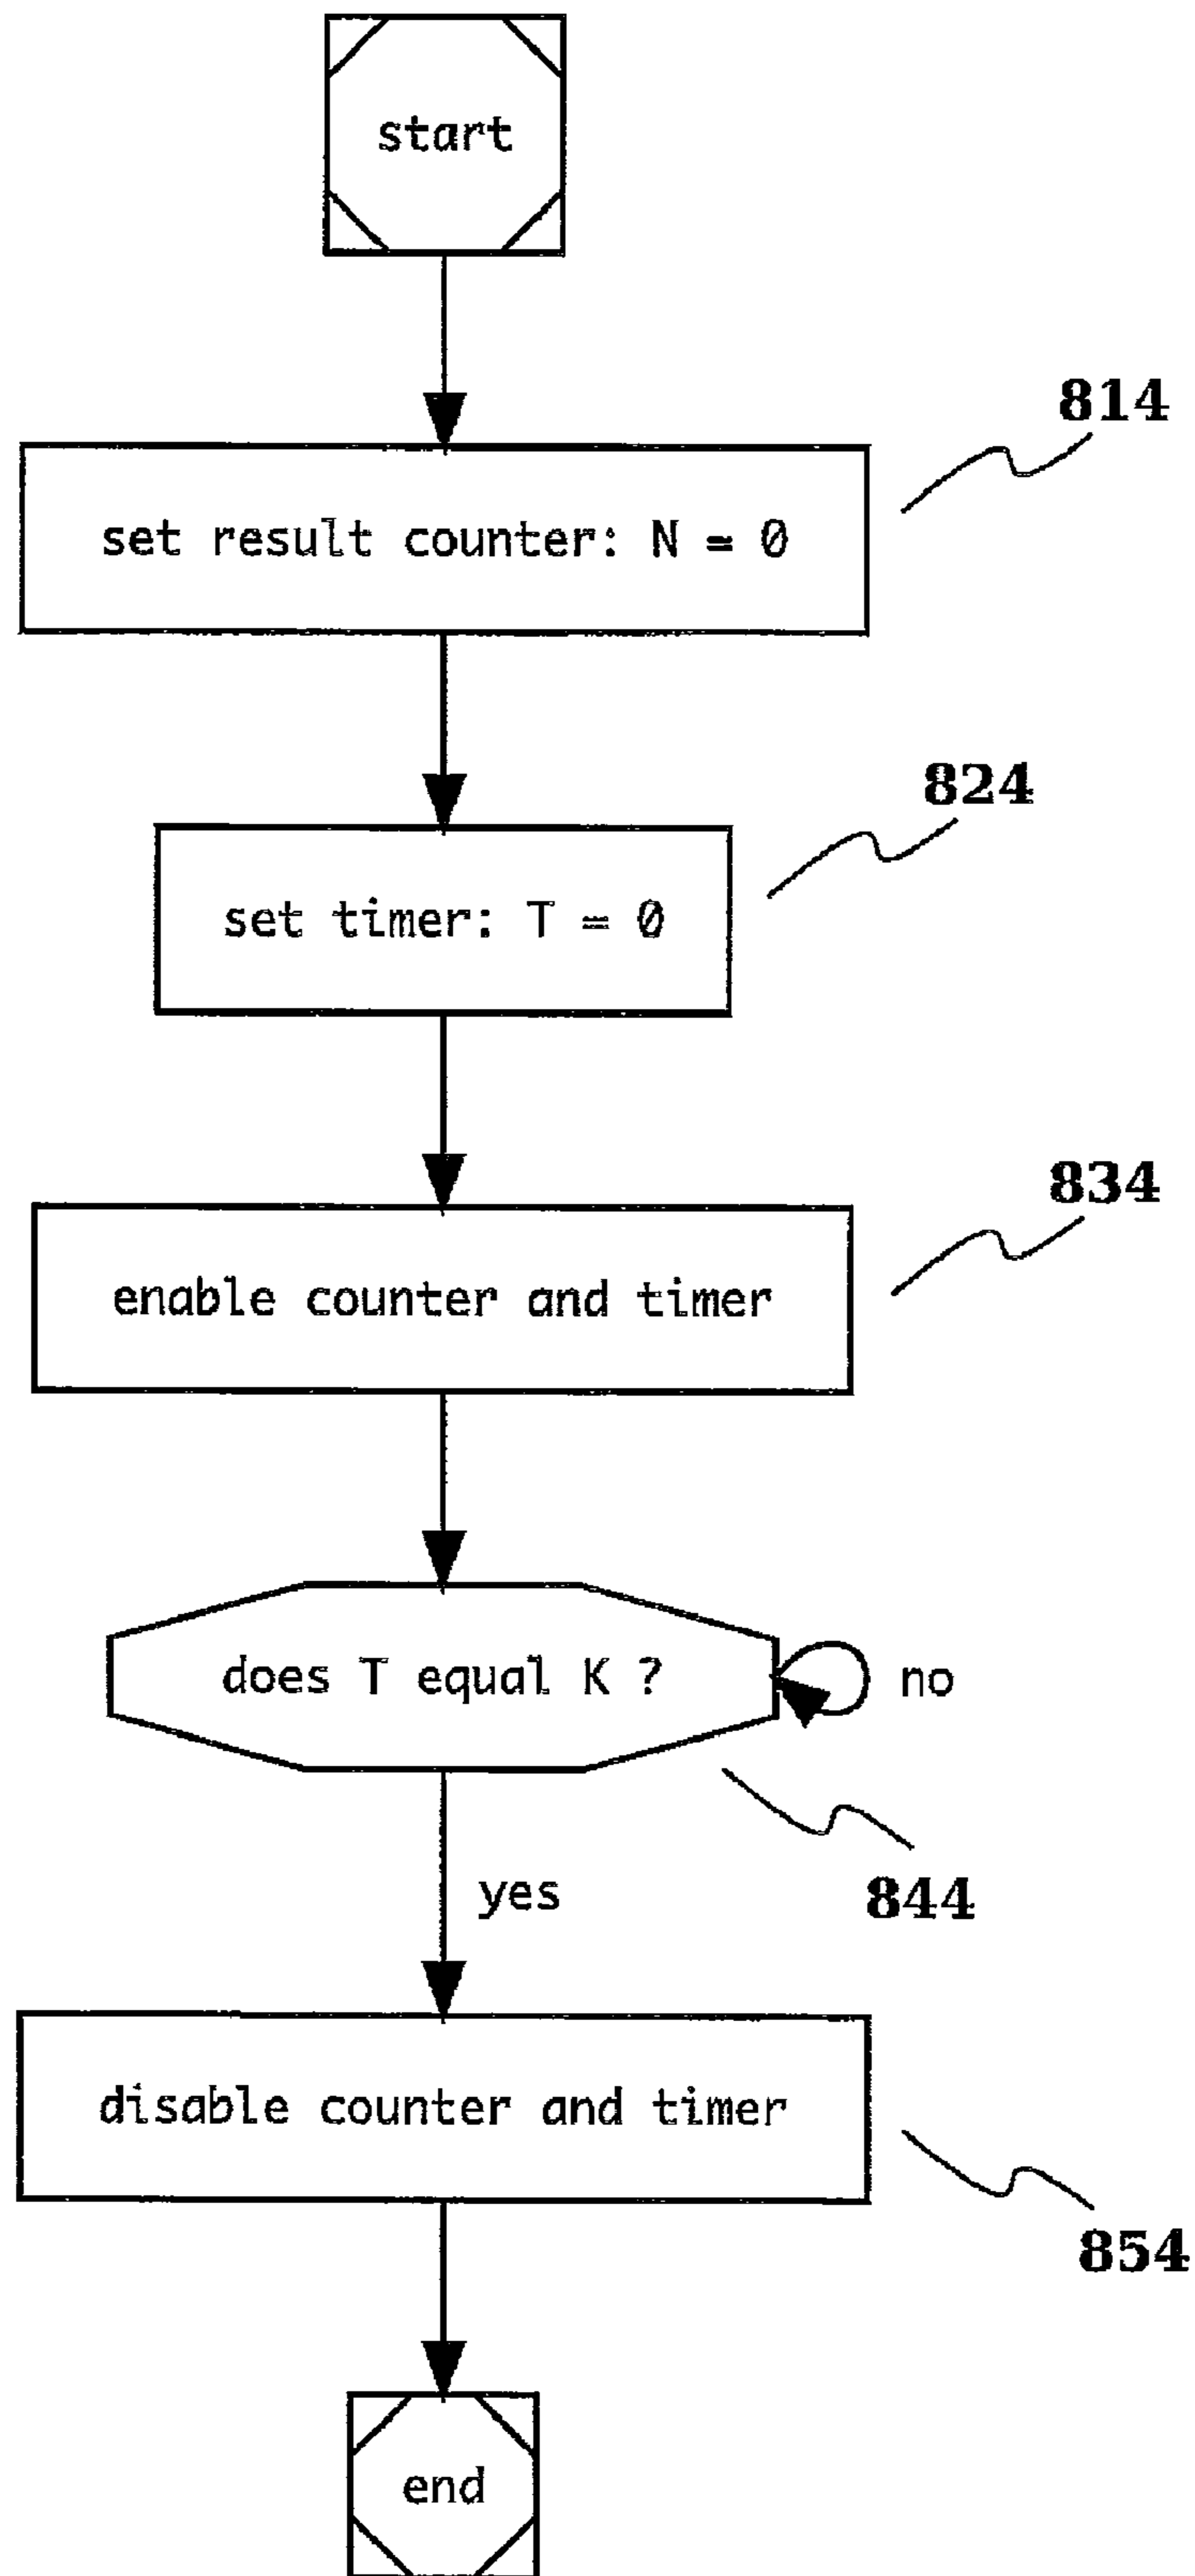 start
814
set result counter: N = 0
824
set timer: T = 0
834
enable counter and timer
does T equal K ?
no
844
yes
disable counter and timer
854
end